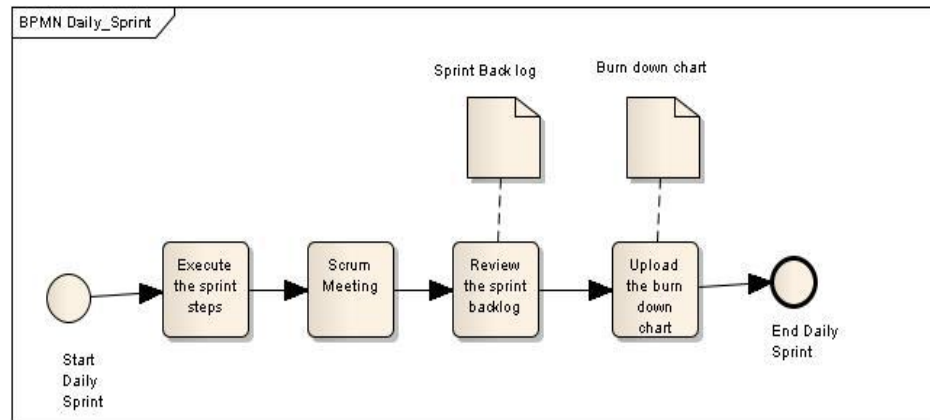 BPMN Daily_Sprint
Sprint Back log
Burn down chart
Execute
the sprint
steps
Scrum
Meeting
Review
the sprint
backlog
Upload
the burn
down
chart
Start
Daily
Sprint
End Daily
Sprint